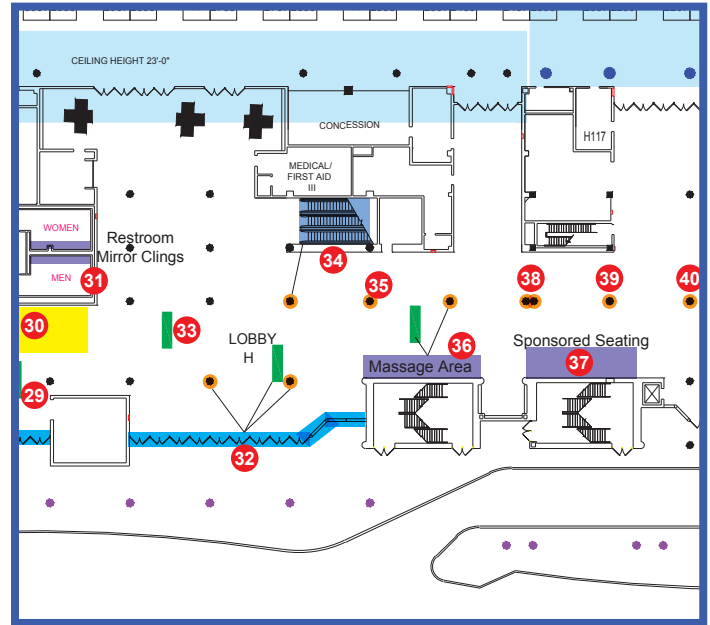 CEILING HEIGHT 23'-0"
CONCESSION
H117
MEDICAL/
FIRST AID
III
WOMEN
Restroom
Mirror Clings
MEN
31
34
35
38
39
40
30
33
LOBBY
H
36
Sponsored Seating
37
Massage Area
29
32